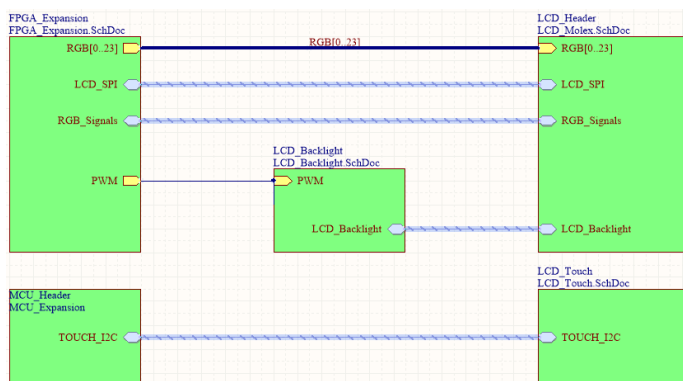 FPGA_Expansion
FPGA_Expansion.SchDoc
LCD_Header
LCD_Molex.SchDoc
RGB[0..23]
RGB[0..23]
RGB[0..23]
LCD_SPI
LCD_SPI
RGB_Signals
RGB_Signals
LCD_Backlight
LCD_Backlight.SchDoc
PWM
PWM
LCD_Backlight
LCD_Backlight
LCD_Touch
LCD_Touch.SchDoc
MCU_Header
MCU_Expansion
TOUCH_I2C
TOUCH_I2C